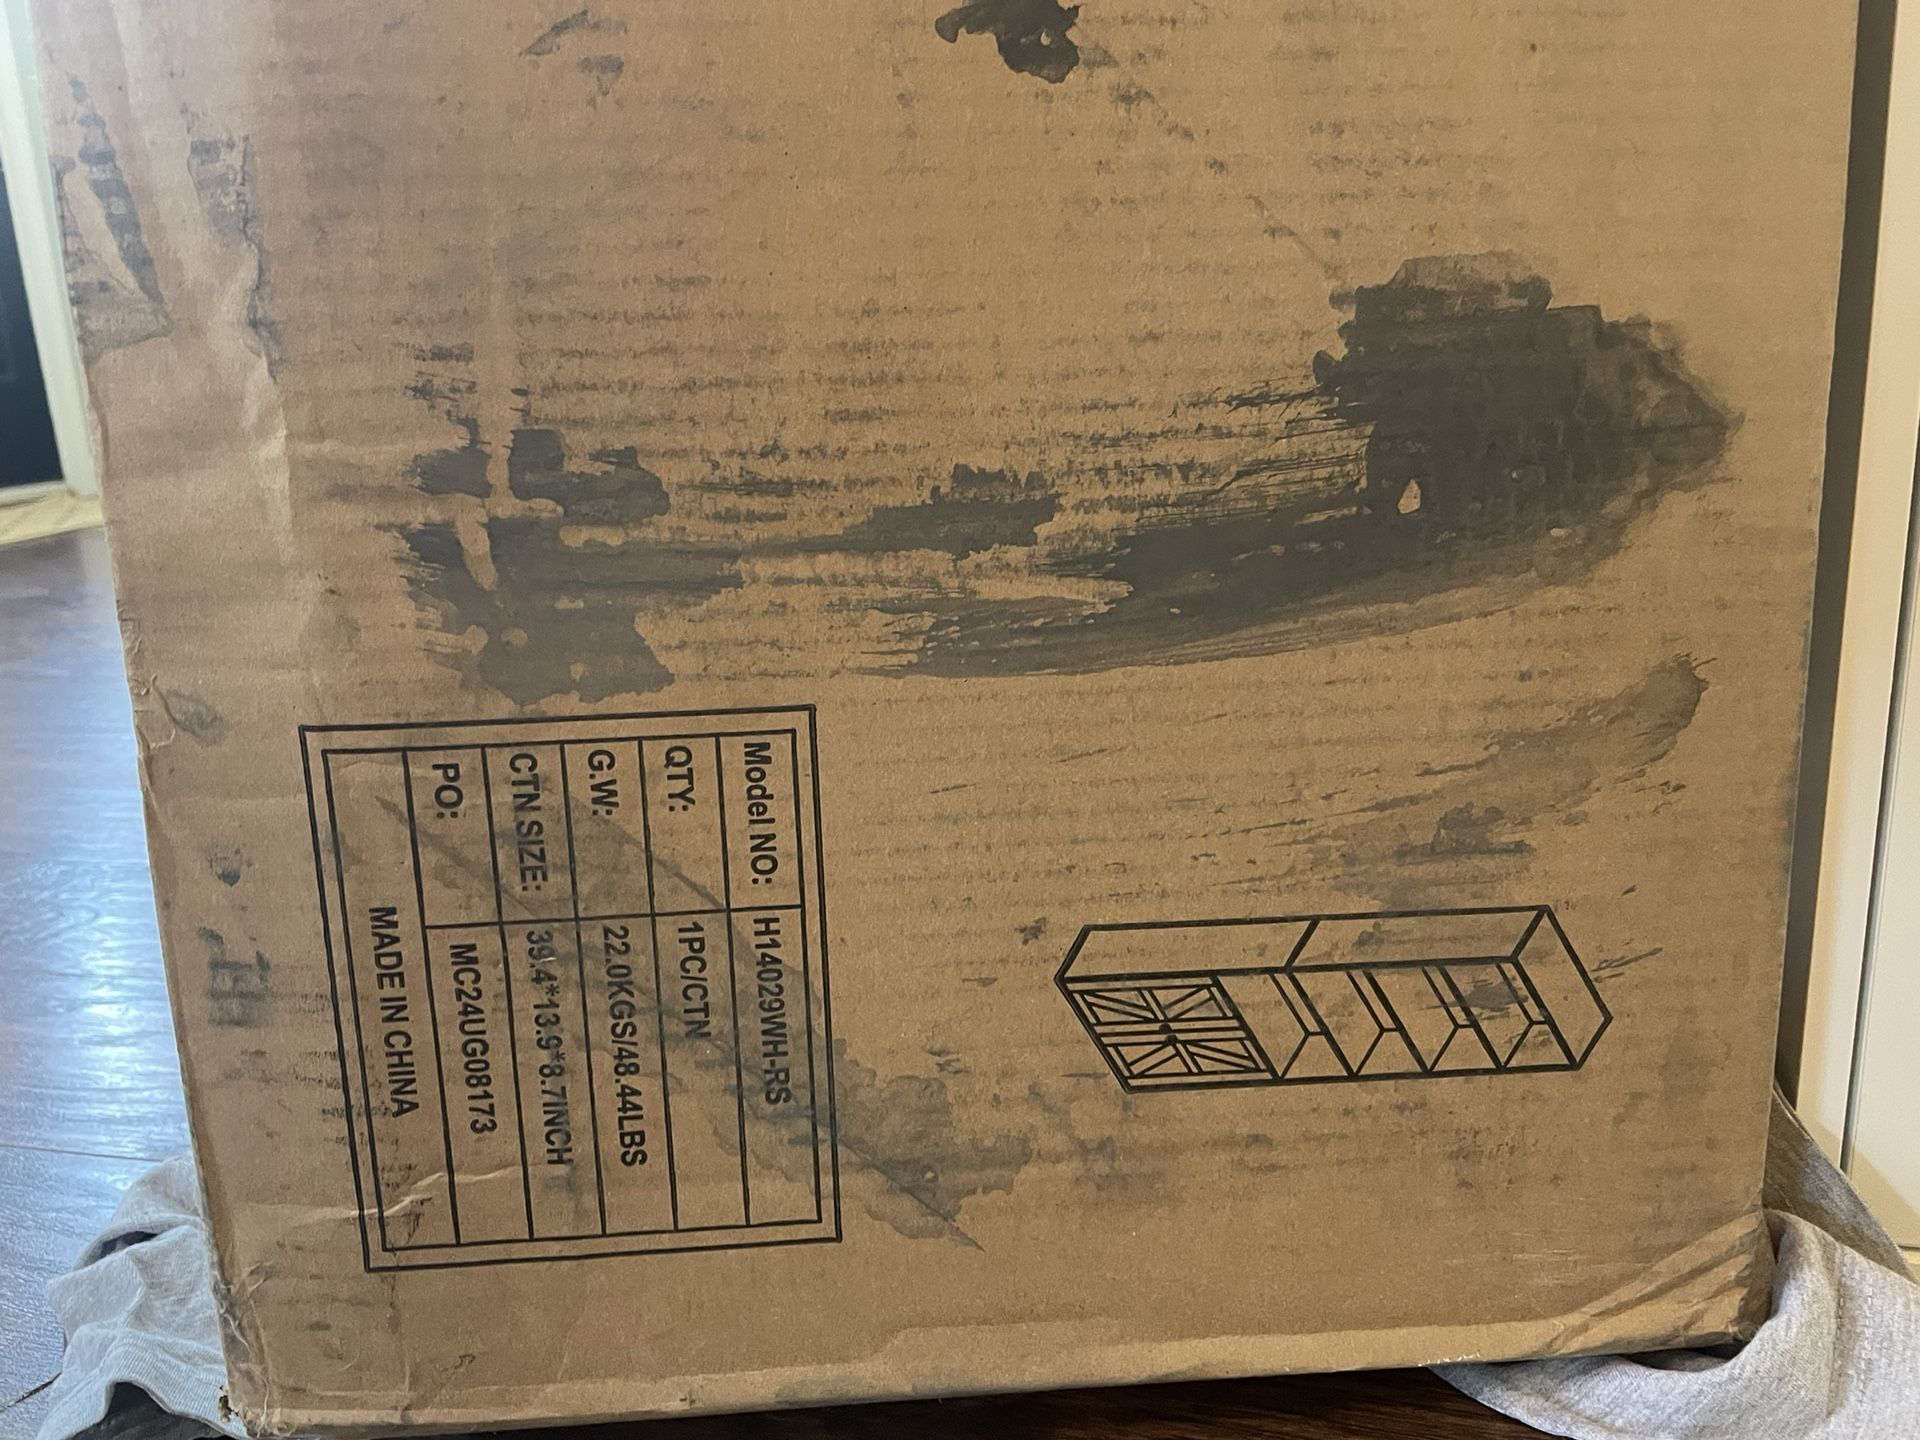 Model NO: H14029WH-RS
QTY: 1PC/CTN
G.W: 22.0KGS/48.44LBS
CTN SIZE: 39.4*13.9*8.7INCH
PO: MC24UG08173
MADE IN CHINA